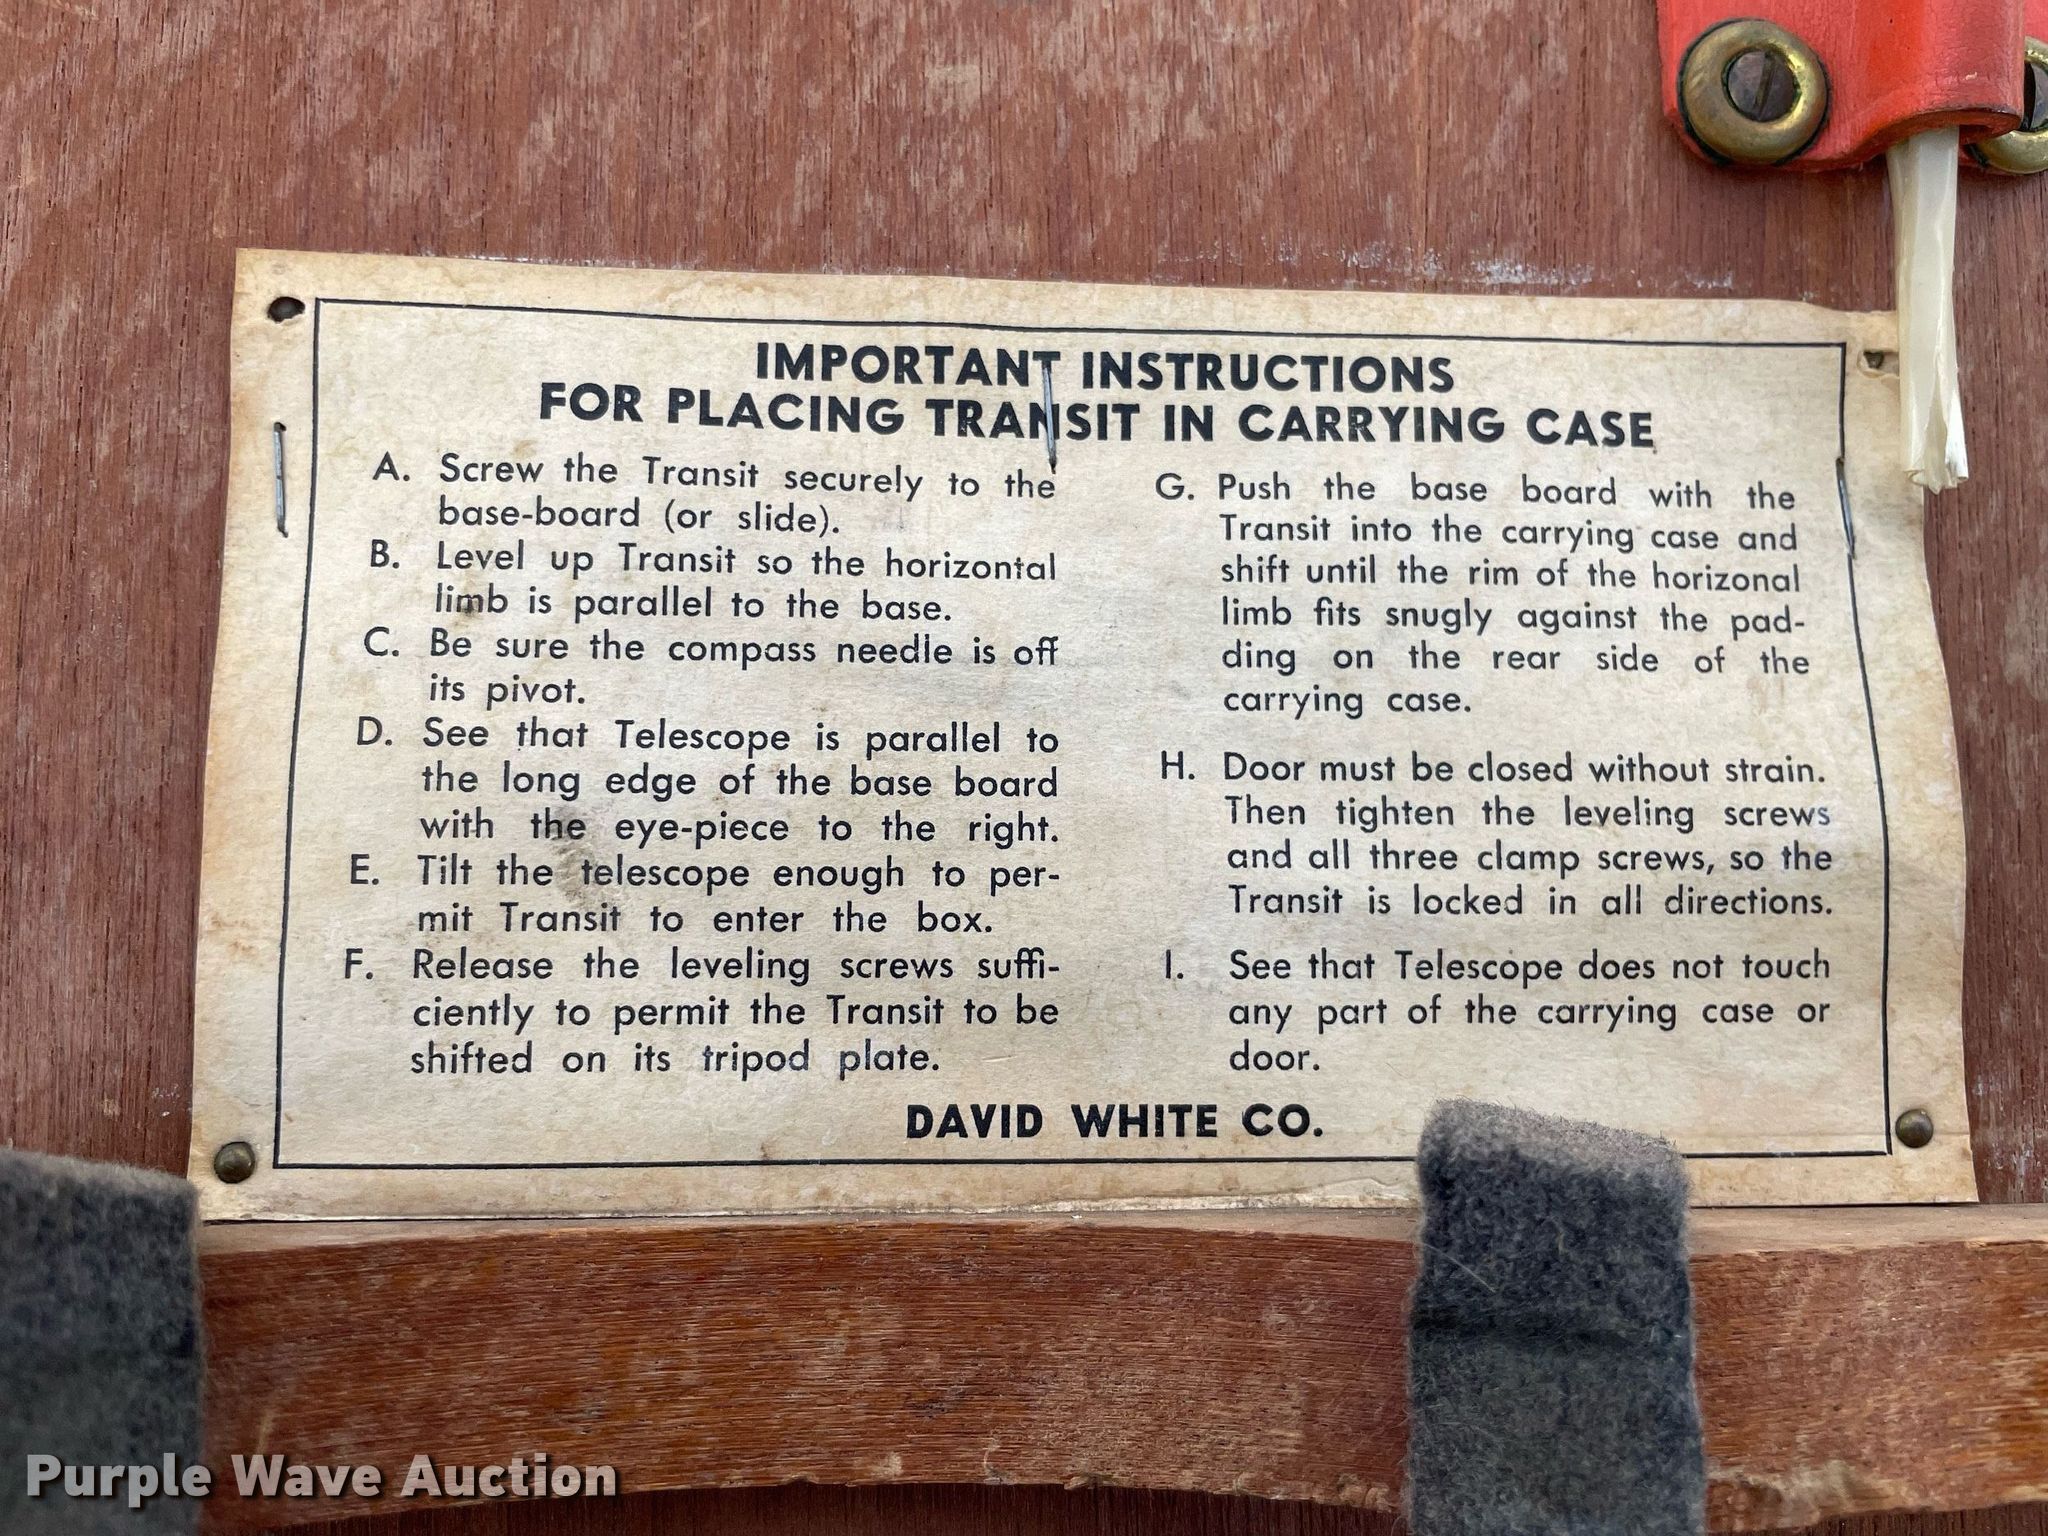 IMPORTANT INSTRUCTIONS
FOR PLACING TRANSIT IN CARRYING CASE
A. Screw the Transit securely to the
base-board (or slide).
B. Level up Transit so the horizontal
limb is parallel to the base.
C. Be sure the compass needle is off
its pivot.
D. See that Telescope is parallel to
the long edge of the base board
with the eye-piece to the right.
E. Tilt the telescope enough to per-
mit Transit to enter the box.
F. Release the leveling screws suffi-
ciently to permit the Transit to be
shifted on its tripod plate.
G. Push the base board with the
Transit into the carrying case and
shift until the rim of the horizonal
limb fits snugly against the pad-
ding on the rear side of the
carrying case.
H. Door must be closed without strain.
Then tighten the leveling screws
and all three clamp screws, so the
Transit is locked in all directions.
I. See that Telescope does not touch
any part of the carrying case or
door.
DAVID WHITE CO.
Purple Wave Auction